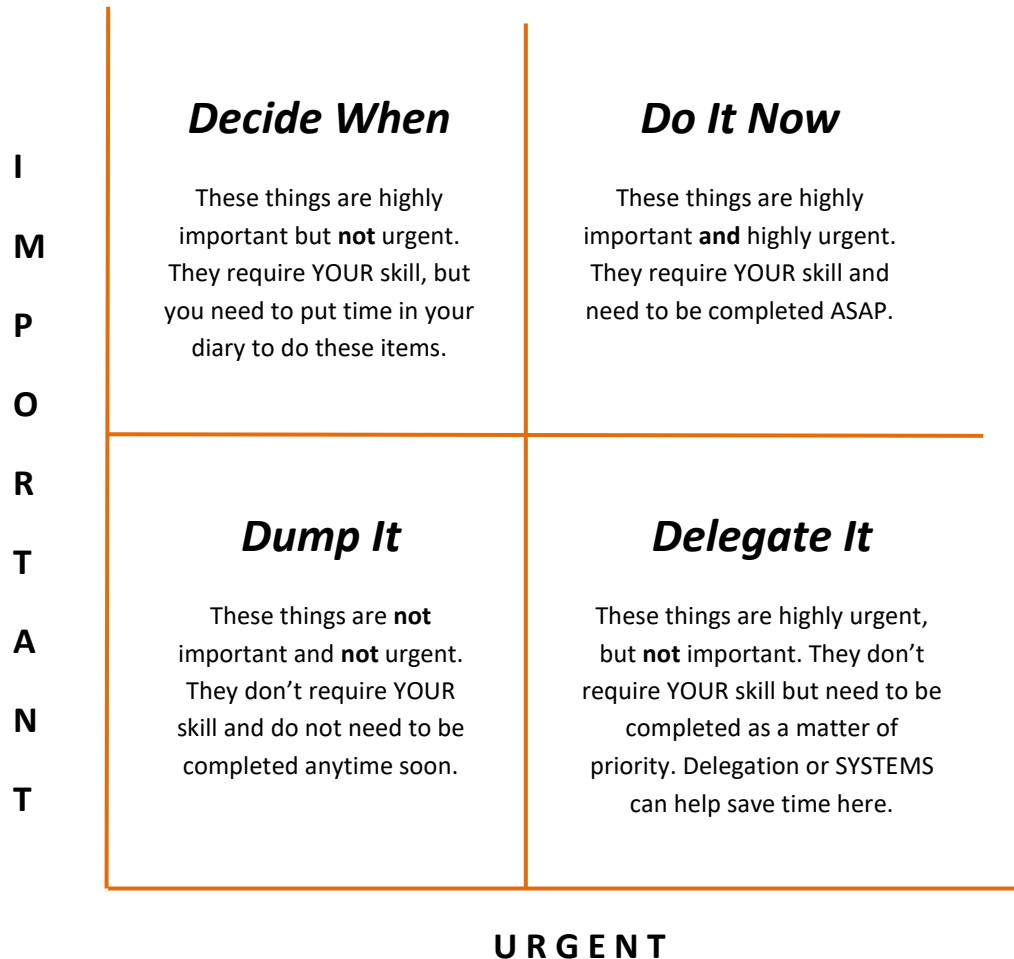 Decide When
These things are highly
important but not urgent.
They require YOUR skill, but
you need to put time in your
diary to do these items.
Do It Now
These things are highly
important and highly urgent.
They require YOUR skill and
need to be completed ASAP.
Dump It
These things are not
important and not urgent.
They don’t require YOUR
skill and do not need to be
completed anytime soon.
Delegate It
These things are highly urgent,
but not important. They don’t
require YOUR skill but need to be
completed as a matter of
priority. Delegation or SYSTEMS
can help save time here.
I
M
P
O
R
T
A
N
T
U R G E N T